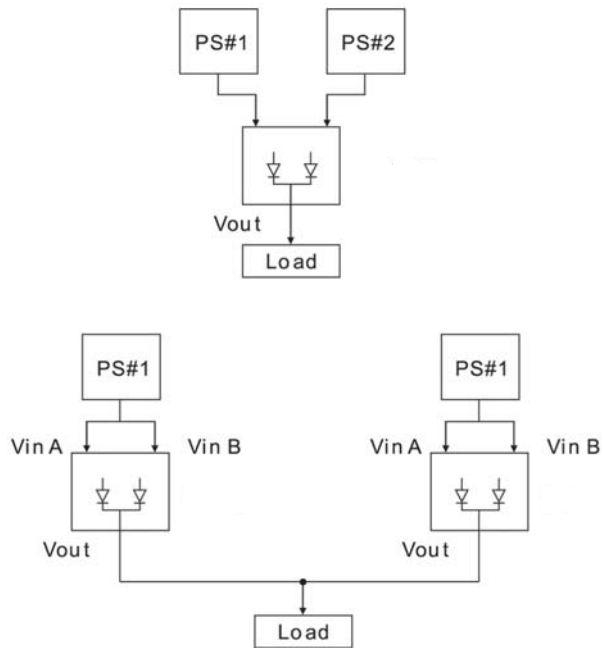 PS#1 PS#2
Vout
Load
PS#1 PS#1
Vin A Vin B Vin A Vin B
Vout Vout
Load